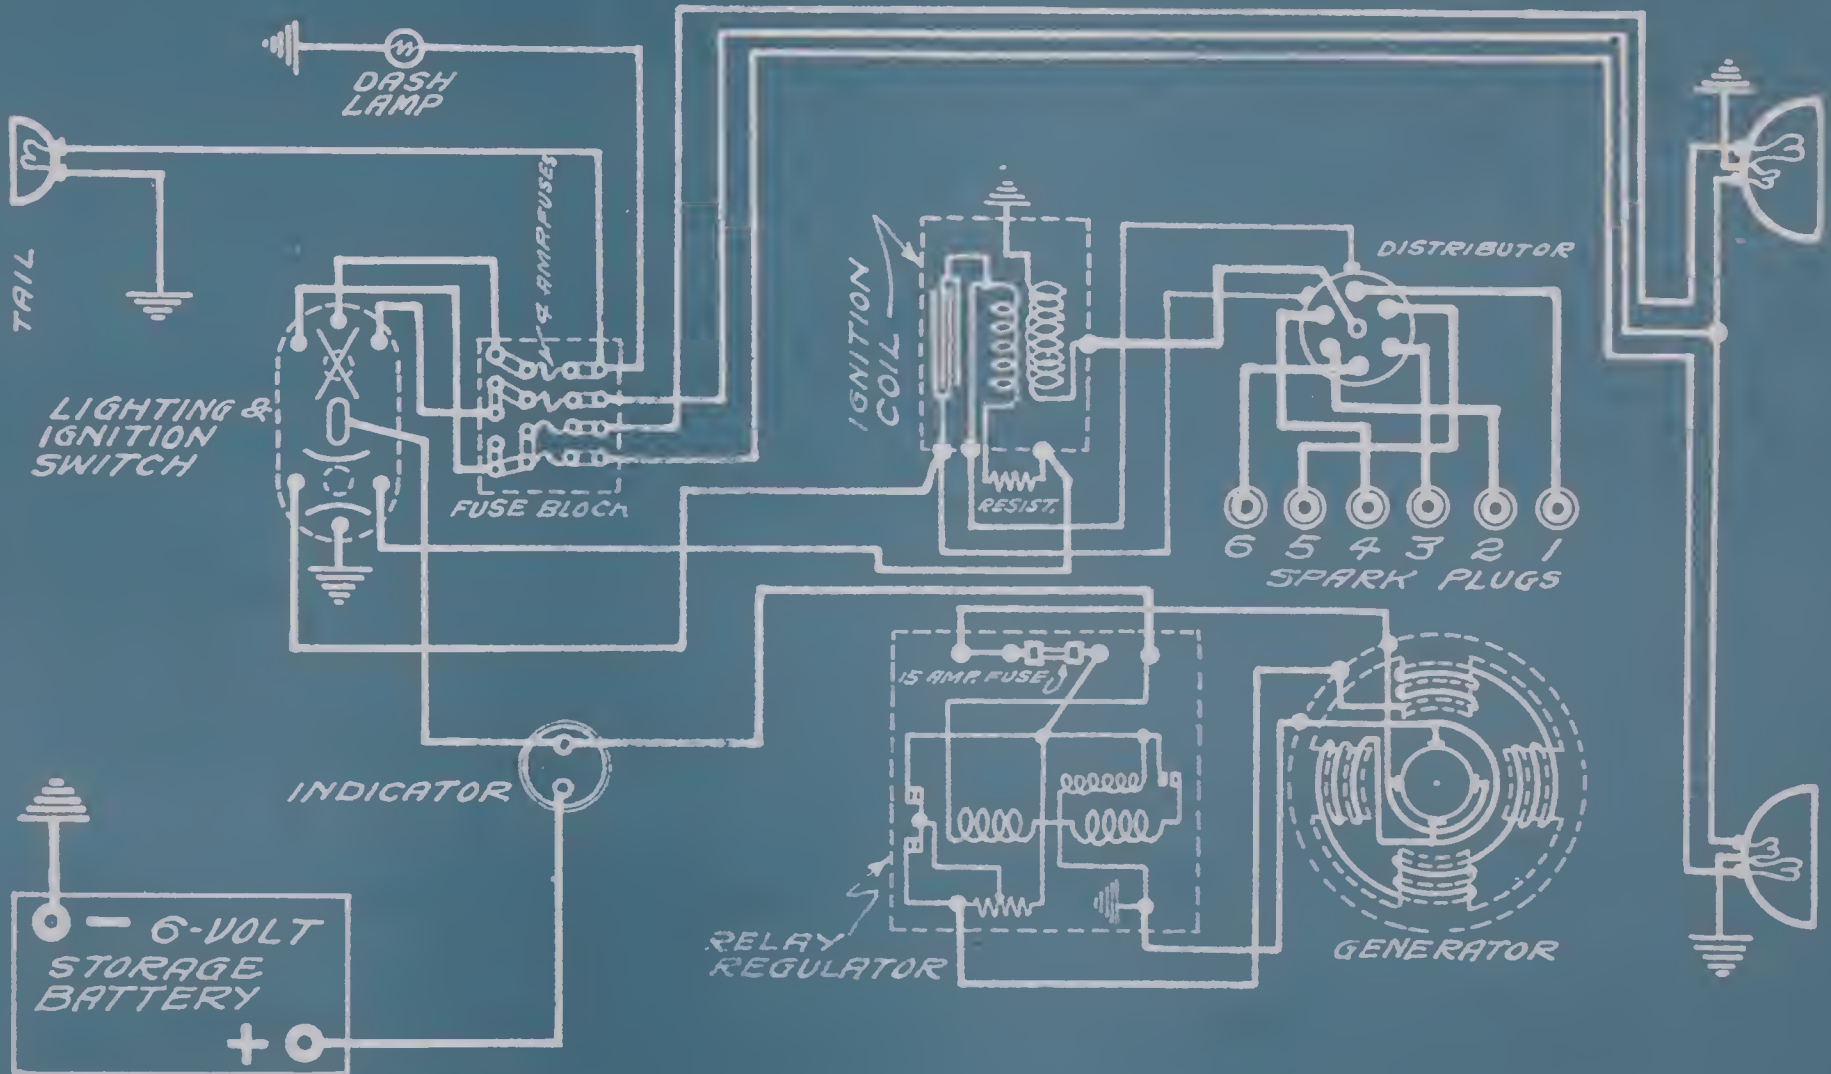 DASH
LAMP
TAIL
4 AMP. FUSES
LIGHTING &
IGNITION
SWITCH
FUSE BLOCK
IGNITION
COIL
RESIST.
DISTRIBUTOR
6 5 4 3 2 1
SPARK PLUGS
15 AMP. FUSE
INDICATOR
RELAY
REGULATOR
GENERATOR
- 6-VOLT
STORAGE
BATTERY
+